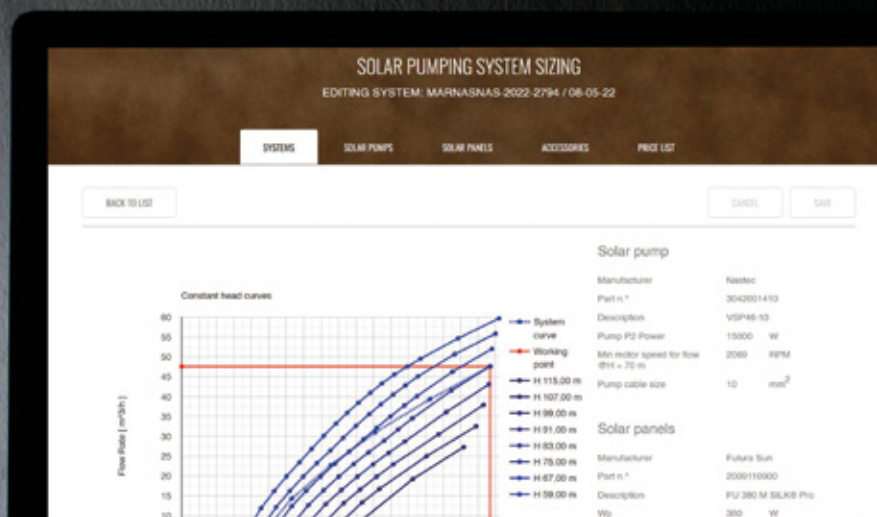 SOLAR PUMPING SYSTEM SIZING
EDITING SYSTEM: MARNASNAS-2022-2794 / 08-05-22
SYSTEMS SOLAR PUMPS SOLAR PANELS ACCESSORIES PRICE LIST
BACK TO LIST CANCEL SAVE
Solar pump
Manufacturer Nastec
Part n.° 3042001410
Description VSP46-10
Pump P2 Power 15000 W
Min motor speed for flow 2069 RPM
@H = 70 m
Pump cable size 10 mm2
Solar panels
Manufacturer Futura Sun
Part n.° 2009110900
Description FU 360 M SILK® Pro
Wp 360 W
Constant head curves
Flow Rate [ m³/h ]
60
55
50
45
40
35
30
25
20
15
10
System
curve
Working
point
H 115,00 m
H 107,00 m
H 99,00 m
H 91,00 m
H 83,00 m
H 75,00 m
H 67,00 m
H 59,00 m